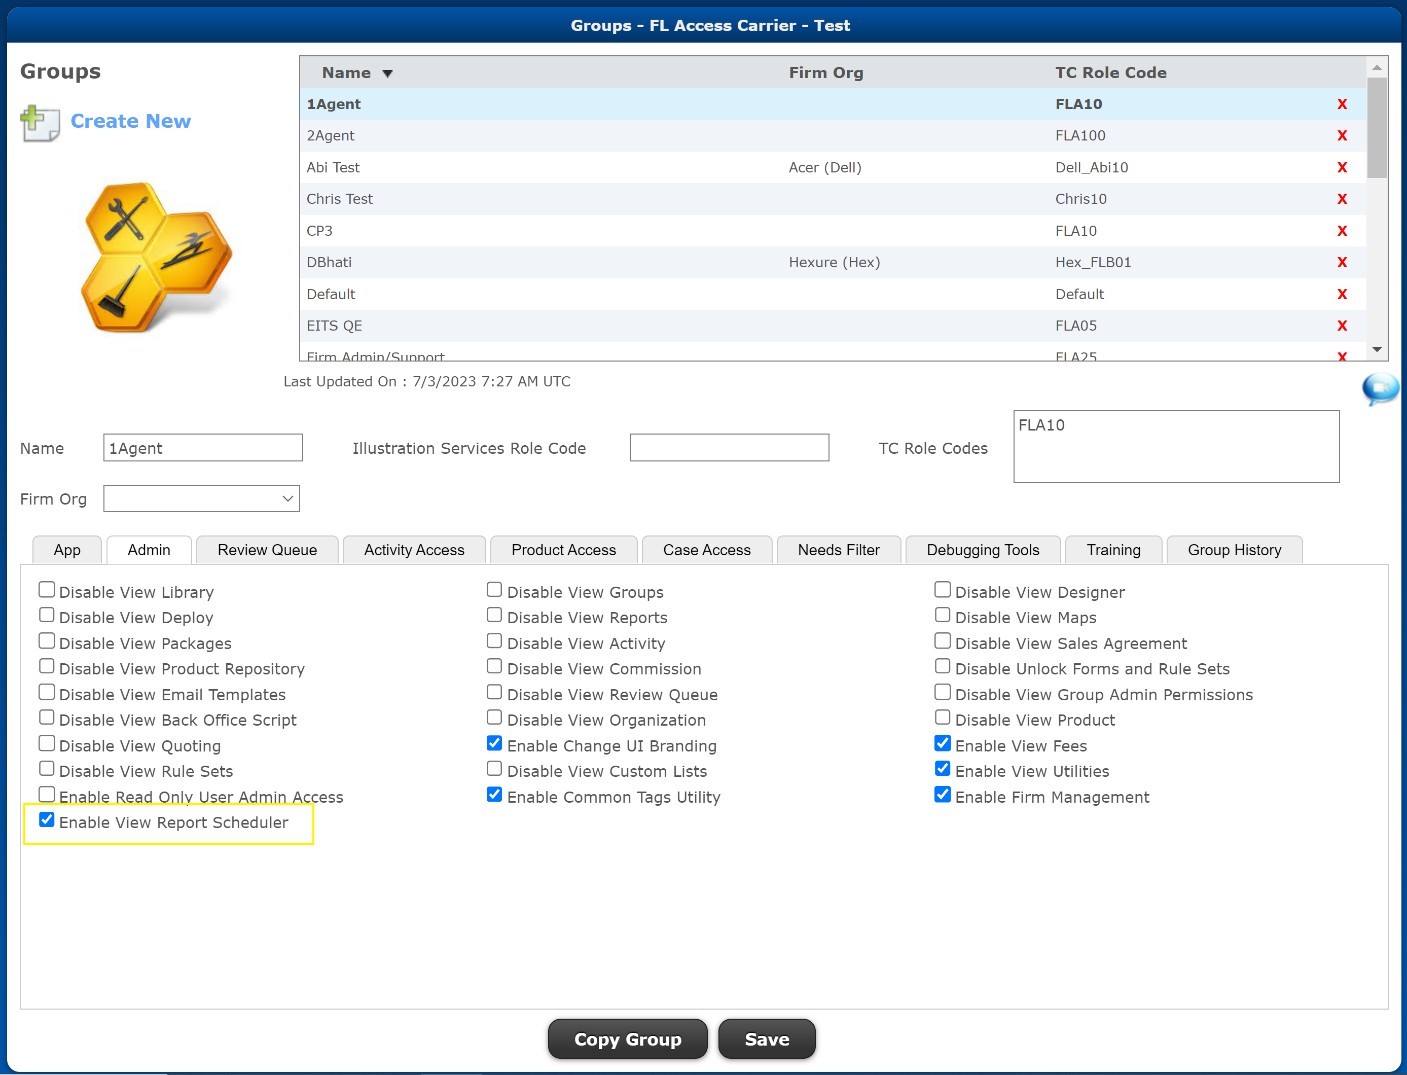 Groups - FL Access Carrier - Test
Groups
Create New
Name ▼ Firm Org TC Role Code
1Agent FLA10 X
2Agent FLA100 X
Abi Test Acer (Dell) Dell_Abi10 X
Chris Test Chris10 X
CP3 FLA10 X
DBhati Hexure (Hex) Hex_FLB01 X
Default Default X
EITS QE FLA05 X
Firm Admin/Support FLA25 X
Last Updated On : 7/3/2023 7:27 AM UTC
Name 1Agent Illustration Services Role Code TC Role Codes FLA10
Firm Org
App Admin Review Queue Activity Access Product Access Case Access Needs Filter Debugging Tools Training Group History
Disable View Library Disable View Groups Disable View Designer
Disable View Deploy Disable View Reports Disable View Maps
Disable View Packages Disable View Activity Disable View Sales Agreement
Disable View Product Repository Disable View Commission Disable Unlock Forms and Rule Sets
Disable View Email Templates Disable View Review Queue Disable View Group Admin Permissions
Disable View Back Office Script Disable View Organization Disable View Product
Disable View Quoting Enable Change UI Branding Enable View Fees
Disable View Rule Sets Disable View Custom Lists Enable View Utilities
Enable Read Only User Admin Access Enable Common Tags Utility Enable Firm Management
Enable View Report Scheduler
Copy Group Save